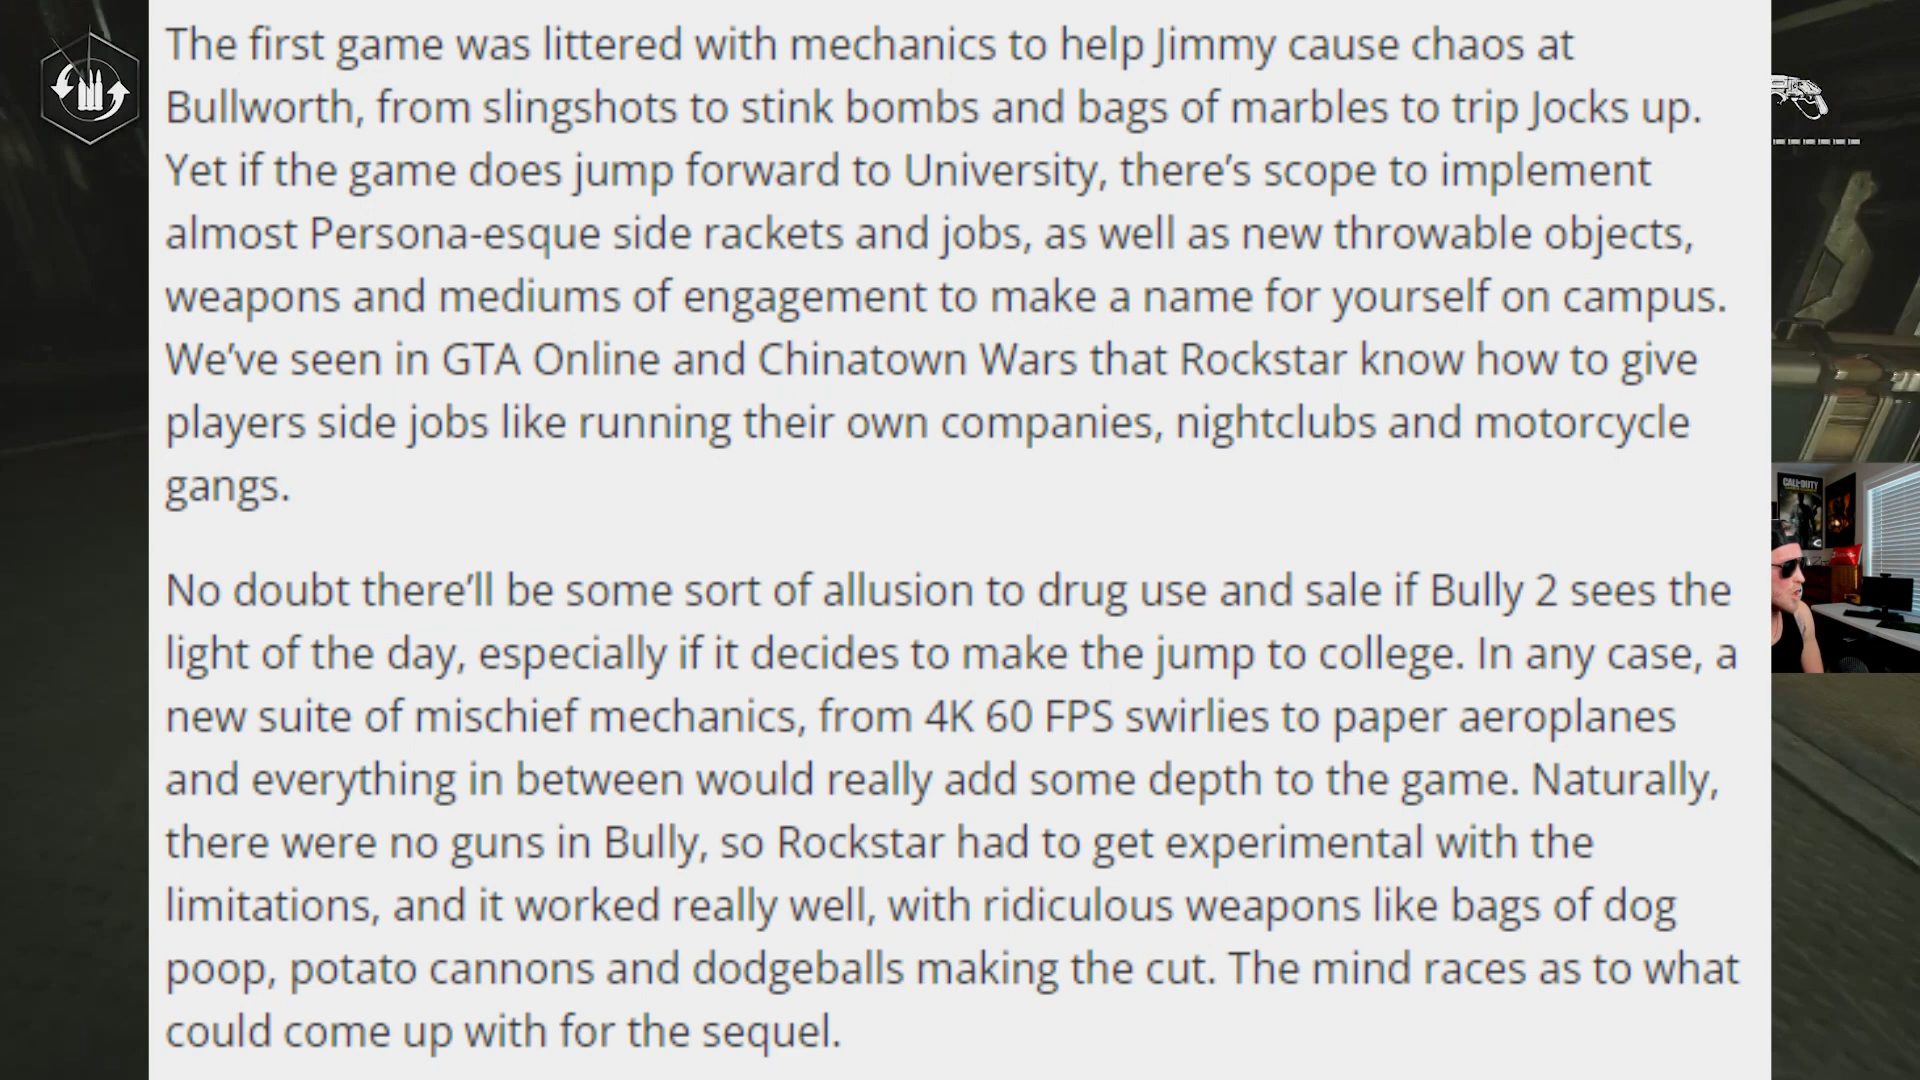 The first game was littered with mechanics to help Jimmy cause chaos at
Bullworth, from slingshots to stink bombs and bags of marbles to trip Jocks up.
Yet if the game does jump forward to University, there’s scope to implement
almost Persona-esque side rackets and jobs, as well as new throwable objects,
weapons and mediums of engagement to make a name for yourself on campus.
We’ve seen in GTA Online and Chinatown Wars that Rockstar know how to give
players side jobs like running their own companies, nightclubs and motorcycle
gangs.
No doubt there’ll be some sort of allusion to drug use and sale if Bully 2 sees the
light of the day, especially if it decides to make the jump to college. In any case, a
new suite of mischief mechanics, from 4K 60 FPS swirlies to paper aeroplanes
and everything in between would really add some depth to the game. Naturally,
there were no guns in Bully, so Rockstar had to get experimental with the
limitations, and it worked really well, with ridiculous weapons like bags of dog
poop, potato cannons and dodgeballs making the cut. The mind races as to what
could come up with for the sequel.
CALL OF DUTY